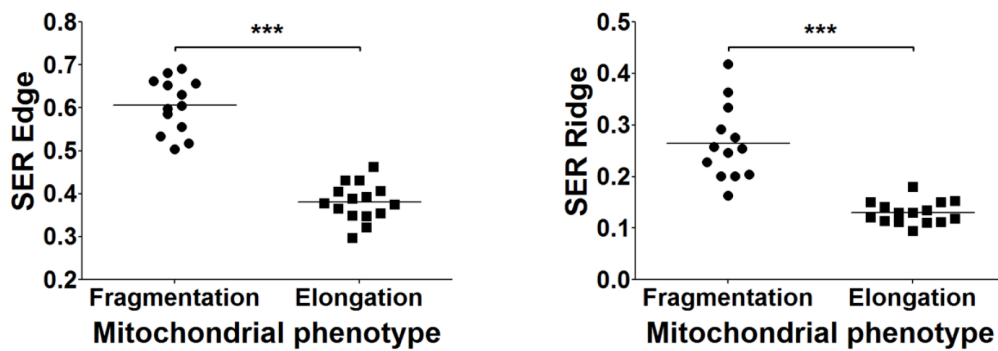 SER Edge
0.8
0.7
0.6
0.5
0.4
0.3
0.2
***
Fragmentation Elongation
Mitochondrial phenotype
SER Ridge
0.5
0.4
0.3
0.2
0.1
0.0
***
Fragmentation Elongation
Mitochondrial phenotype